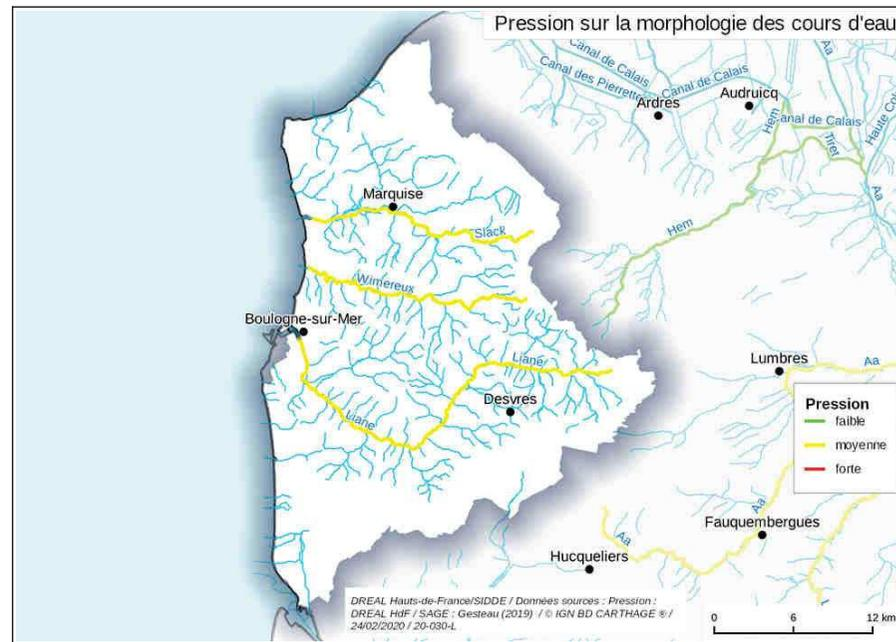 Pression sur la morphologie des cours d'eau
Canal de Calais
Canal des Pierrettes
Canal de Calais
Ardres
Audruicq
Aa
Hem
Canal de Calais
Tiret
Aa
Hem
Marquise
Slack
Wimereux
Boulogne-sur-Mer
Liane
Desvres
Liane
Lumbres
Aa
Pression
faible
moyenne
forte
Aa
Fauquembergues
Aa
Hucqueliers
DREAL Hauts-de-France/SIDDE / Données sources : Pression :
DREAL HdF / SAGE : Gesteau (2019) / © IGN BD CARTHAGE ® /
24/02/2020 / 20-030-L
0 6 12 Km